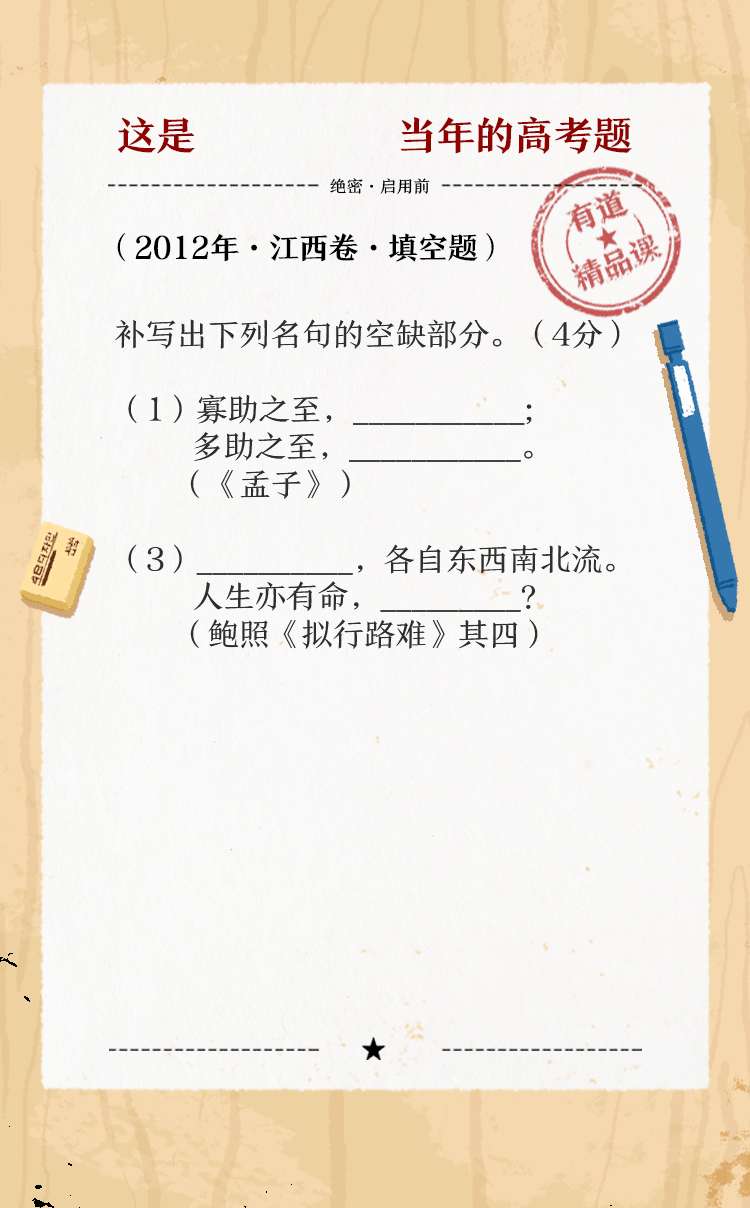 这是 当年的高考题
绝密·启用前
有道
精品课
（2012年·江西卷·填空题）
补写出下列名句的空缺部分。（4分）
（1）寡助之至，___________；
多助之至，___________。
（《孟子》）
（3）__________，各自东西南北流。
人生亦有命，_________?
（鲍照《拟行路难》其四）